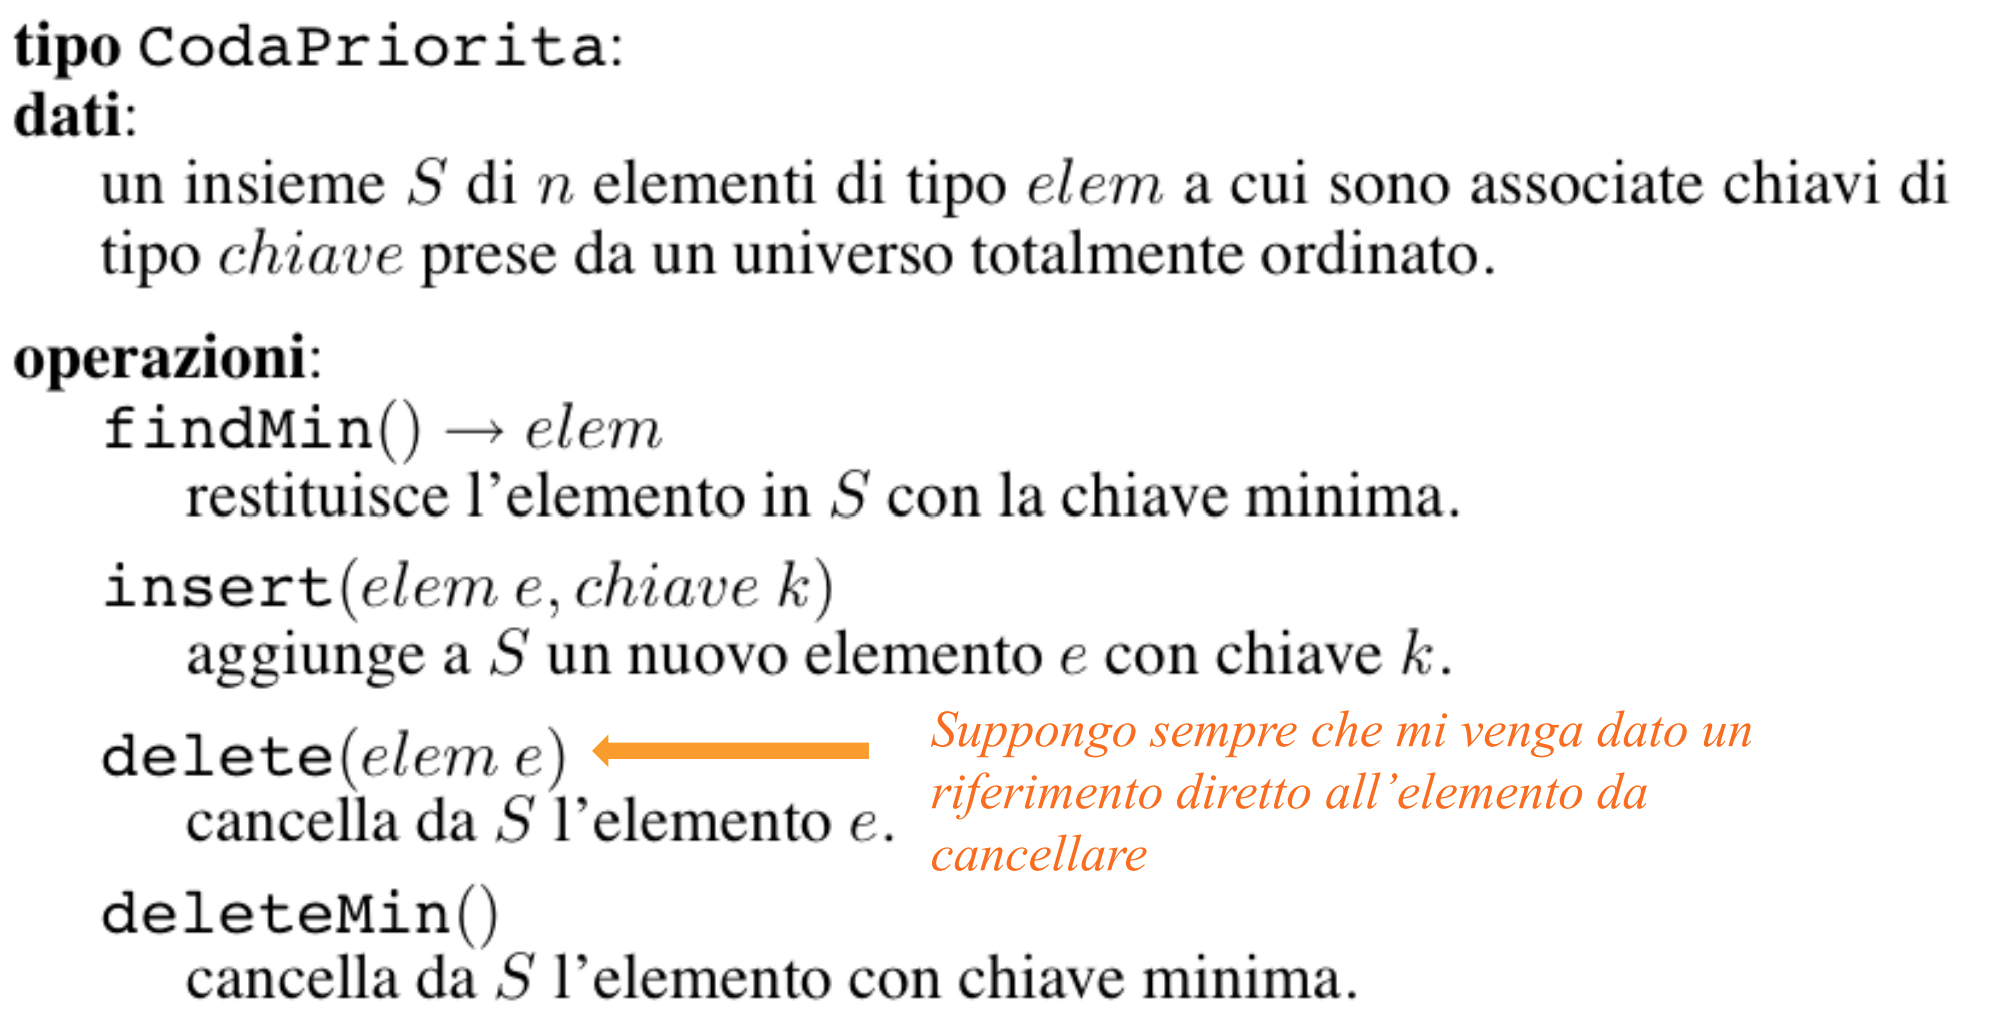 tipo CodaPriorita:
dati:
un insieme S di n elementi di tipo elem a cui sono associate chiavi di
tipo chiave prese da un universo totalmente ordinato.
operazioni:
findMin() → elem
restituisce l’elemento in S con la chiave minima.
insert(elem e, chiave k)
aggiunge a S un nuovo elemento e con chiave k.
delete(elem e)
cancella da S l’elemento e.
Suppongo sempre che mi venga dato un
riferimento diretto all’elemento da
cancellare
deleteMin()
cancella da S l’elemento con chiave minima.